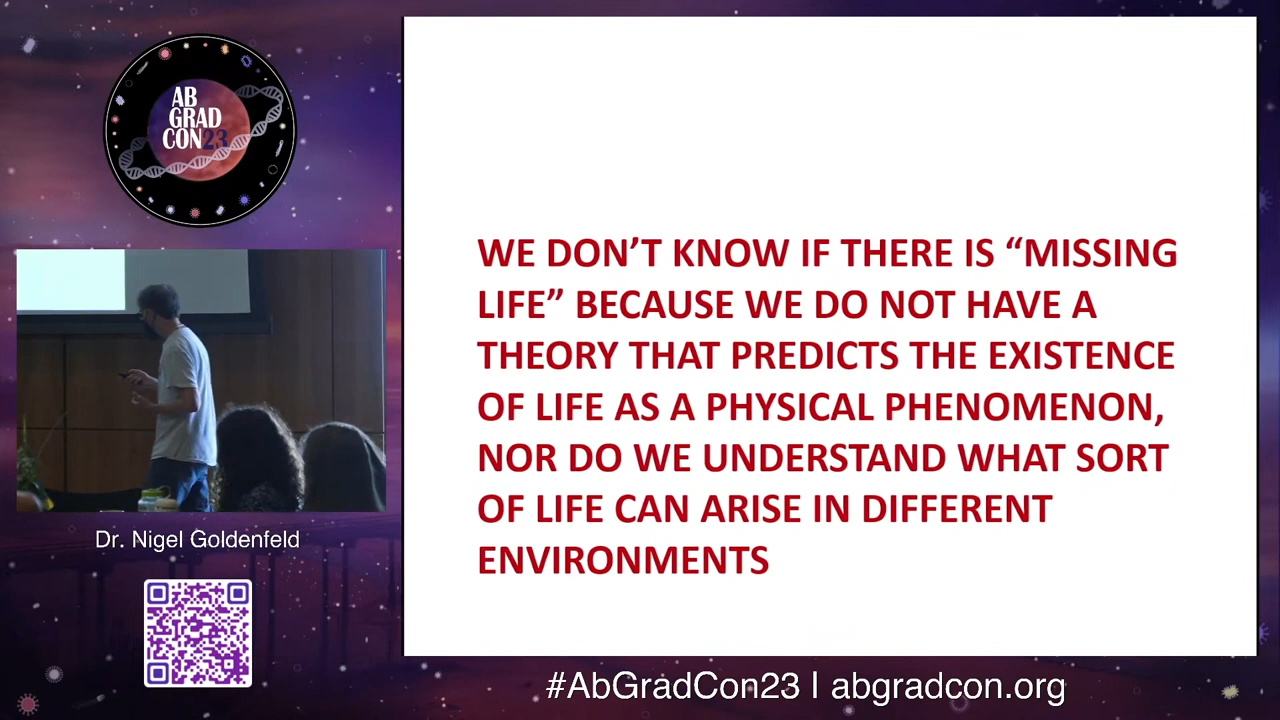 AB
GRAD
CON23
Dr. Nigel Goldenfeld
WE DON’T KNOW IF THERE IS “MISSING
LIFE” BECAUSE WE DO NOT HAVE A
THEORY THAT PREDICTS THE EXISTENCE
OF LIFE AS A PHYSICAL PHENOMENON,
NOR DO WE UNDERSTAND WHAT SORT
OF LIFE CAN ARISE IN DIFFERENT
ENVIRONMENTS
#AbGradCon23 | abgradcon.org